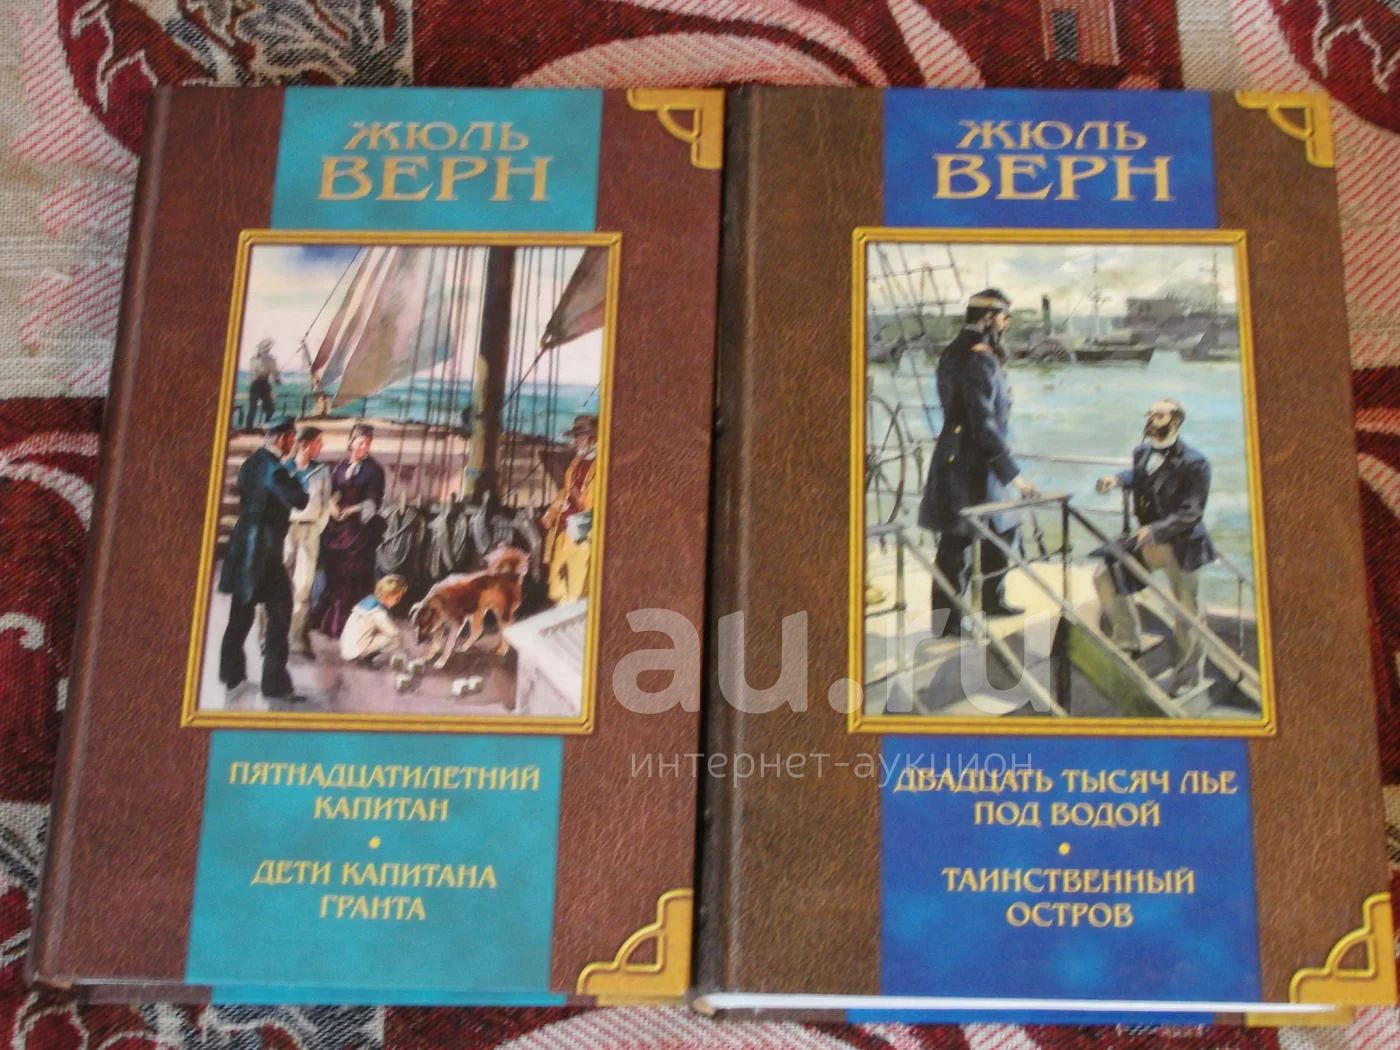 ЖЮЛЬ
ВЕРН
ПЯТНАДЦАТИЛЕТНИЙ
КАПИТАН
•
ДЕТИ КАПИТАНА
ГРАНТА
ЖЮЛЬ
ВЕРН
ДВАДЦАТЬ ТЫСЯЧ ЛЬЕ
ПОД ВОДОЙ
•
ТАИНСТВЕННЫЙ
ОСТРОВ
au.ru
интернет-аукцион